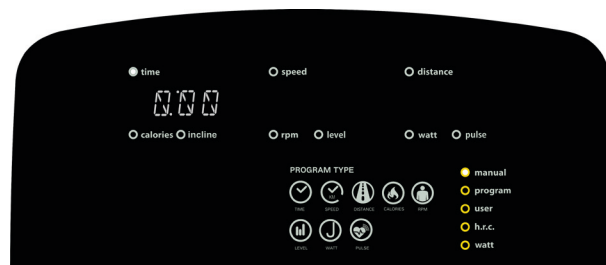 time speed distance
0:00
calories incline rpm level watt pulse
PROGRAM TYPE
manual
KM
program
TIME SPEED DISTANCE CALORIES RPM
user
h.r.c.
LEVEL WATT PULSE
watt